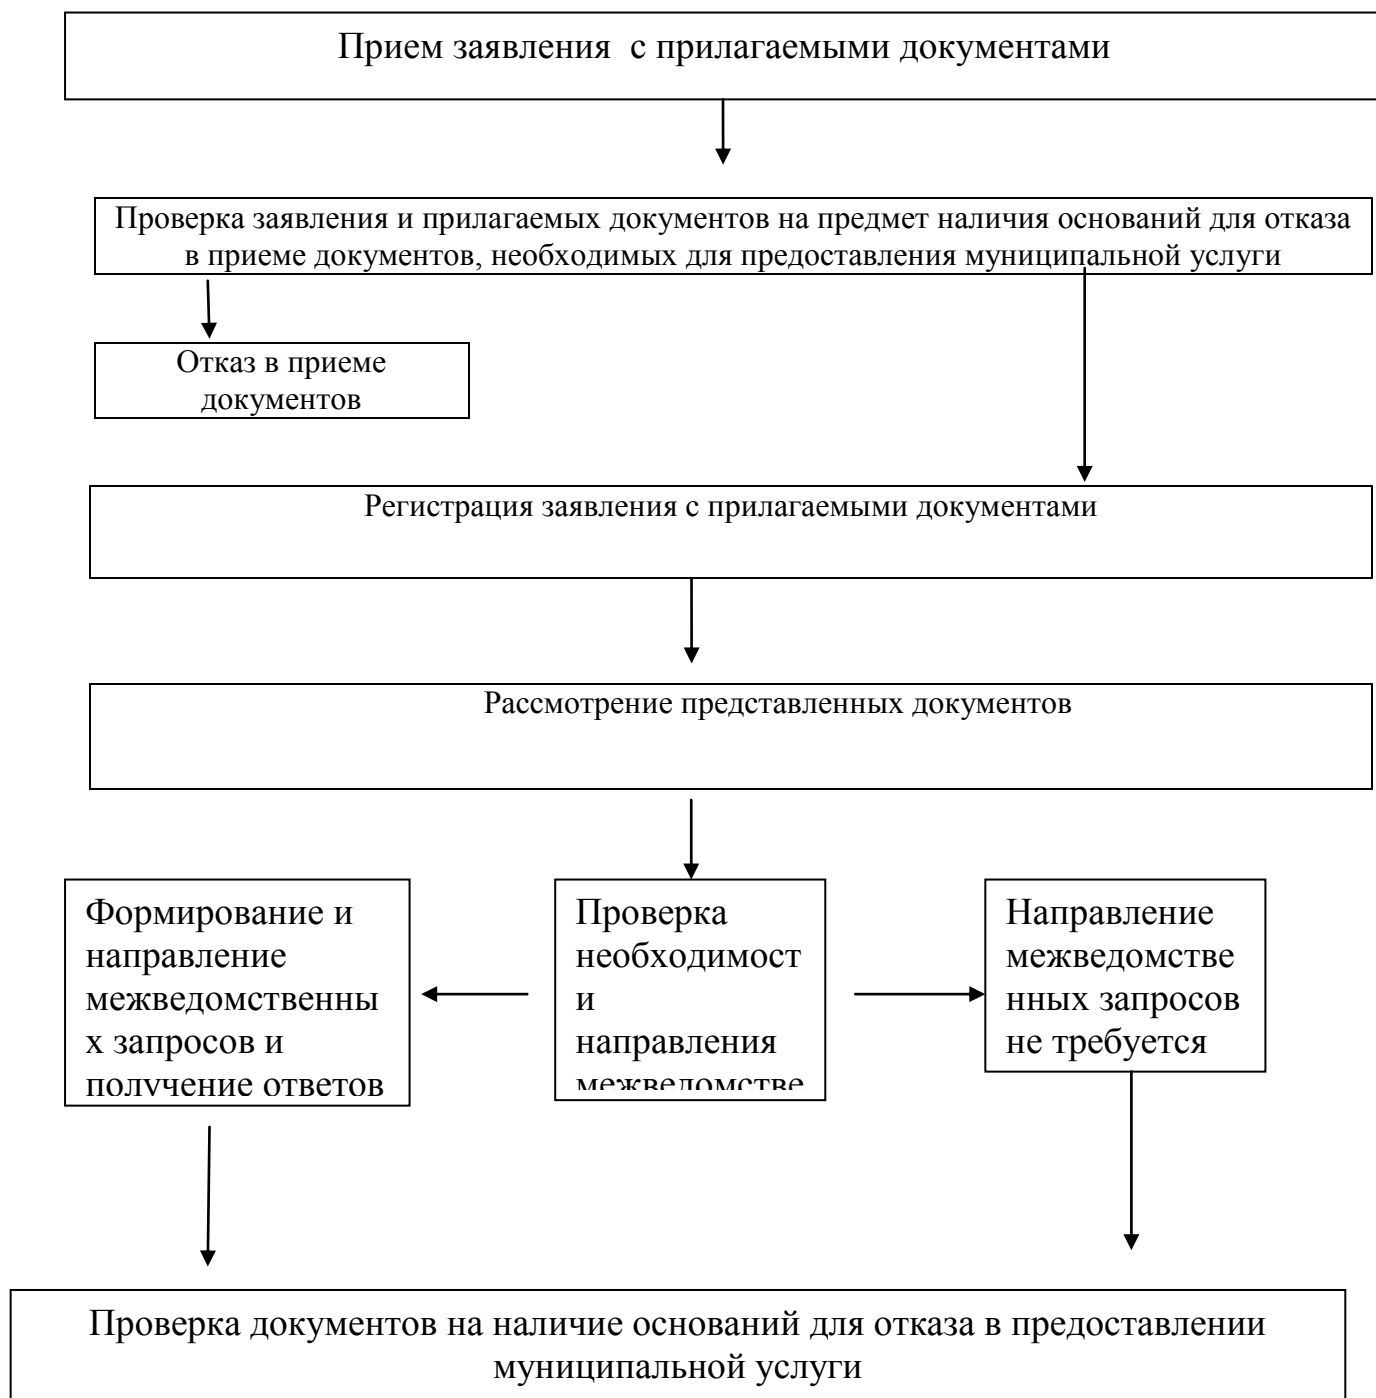 Прием заявления с прилагаемыми документами
Проверка заявления и прилагаемых документов на предмет наличия оснований для отказа
в приеме документов, необходимых для предоставления муниципальной услуги
Отказ в приеме
документов
Регистрация заявления с прилагаемыми документами
Рассмотрение представленных документов
Формирование и
направление
межведомственны
х запросов и
получение ответов
Проверка
необходимост
и
направления
межведомстве
Направление
межведомстве
нных запросов
не требуется
Проверка документов на наличие оснований для отказа в предоставлении
муниципальной услуги